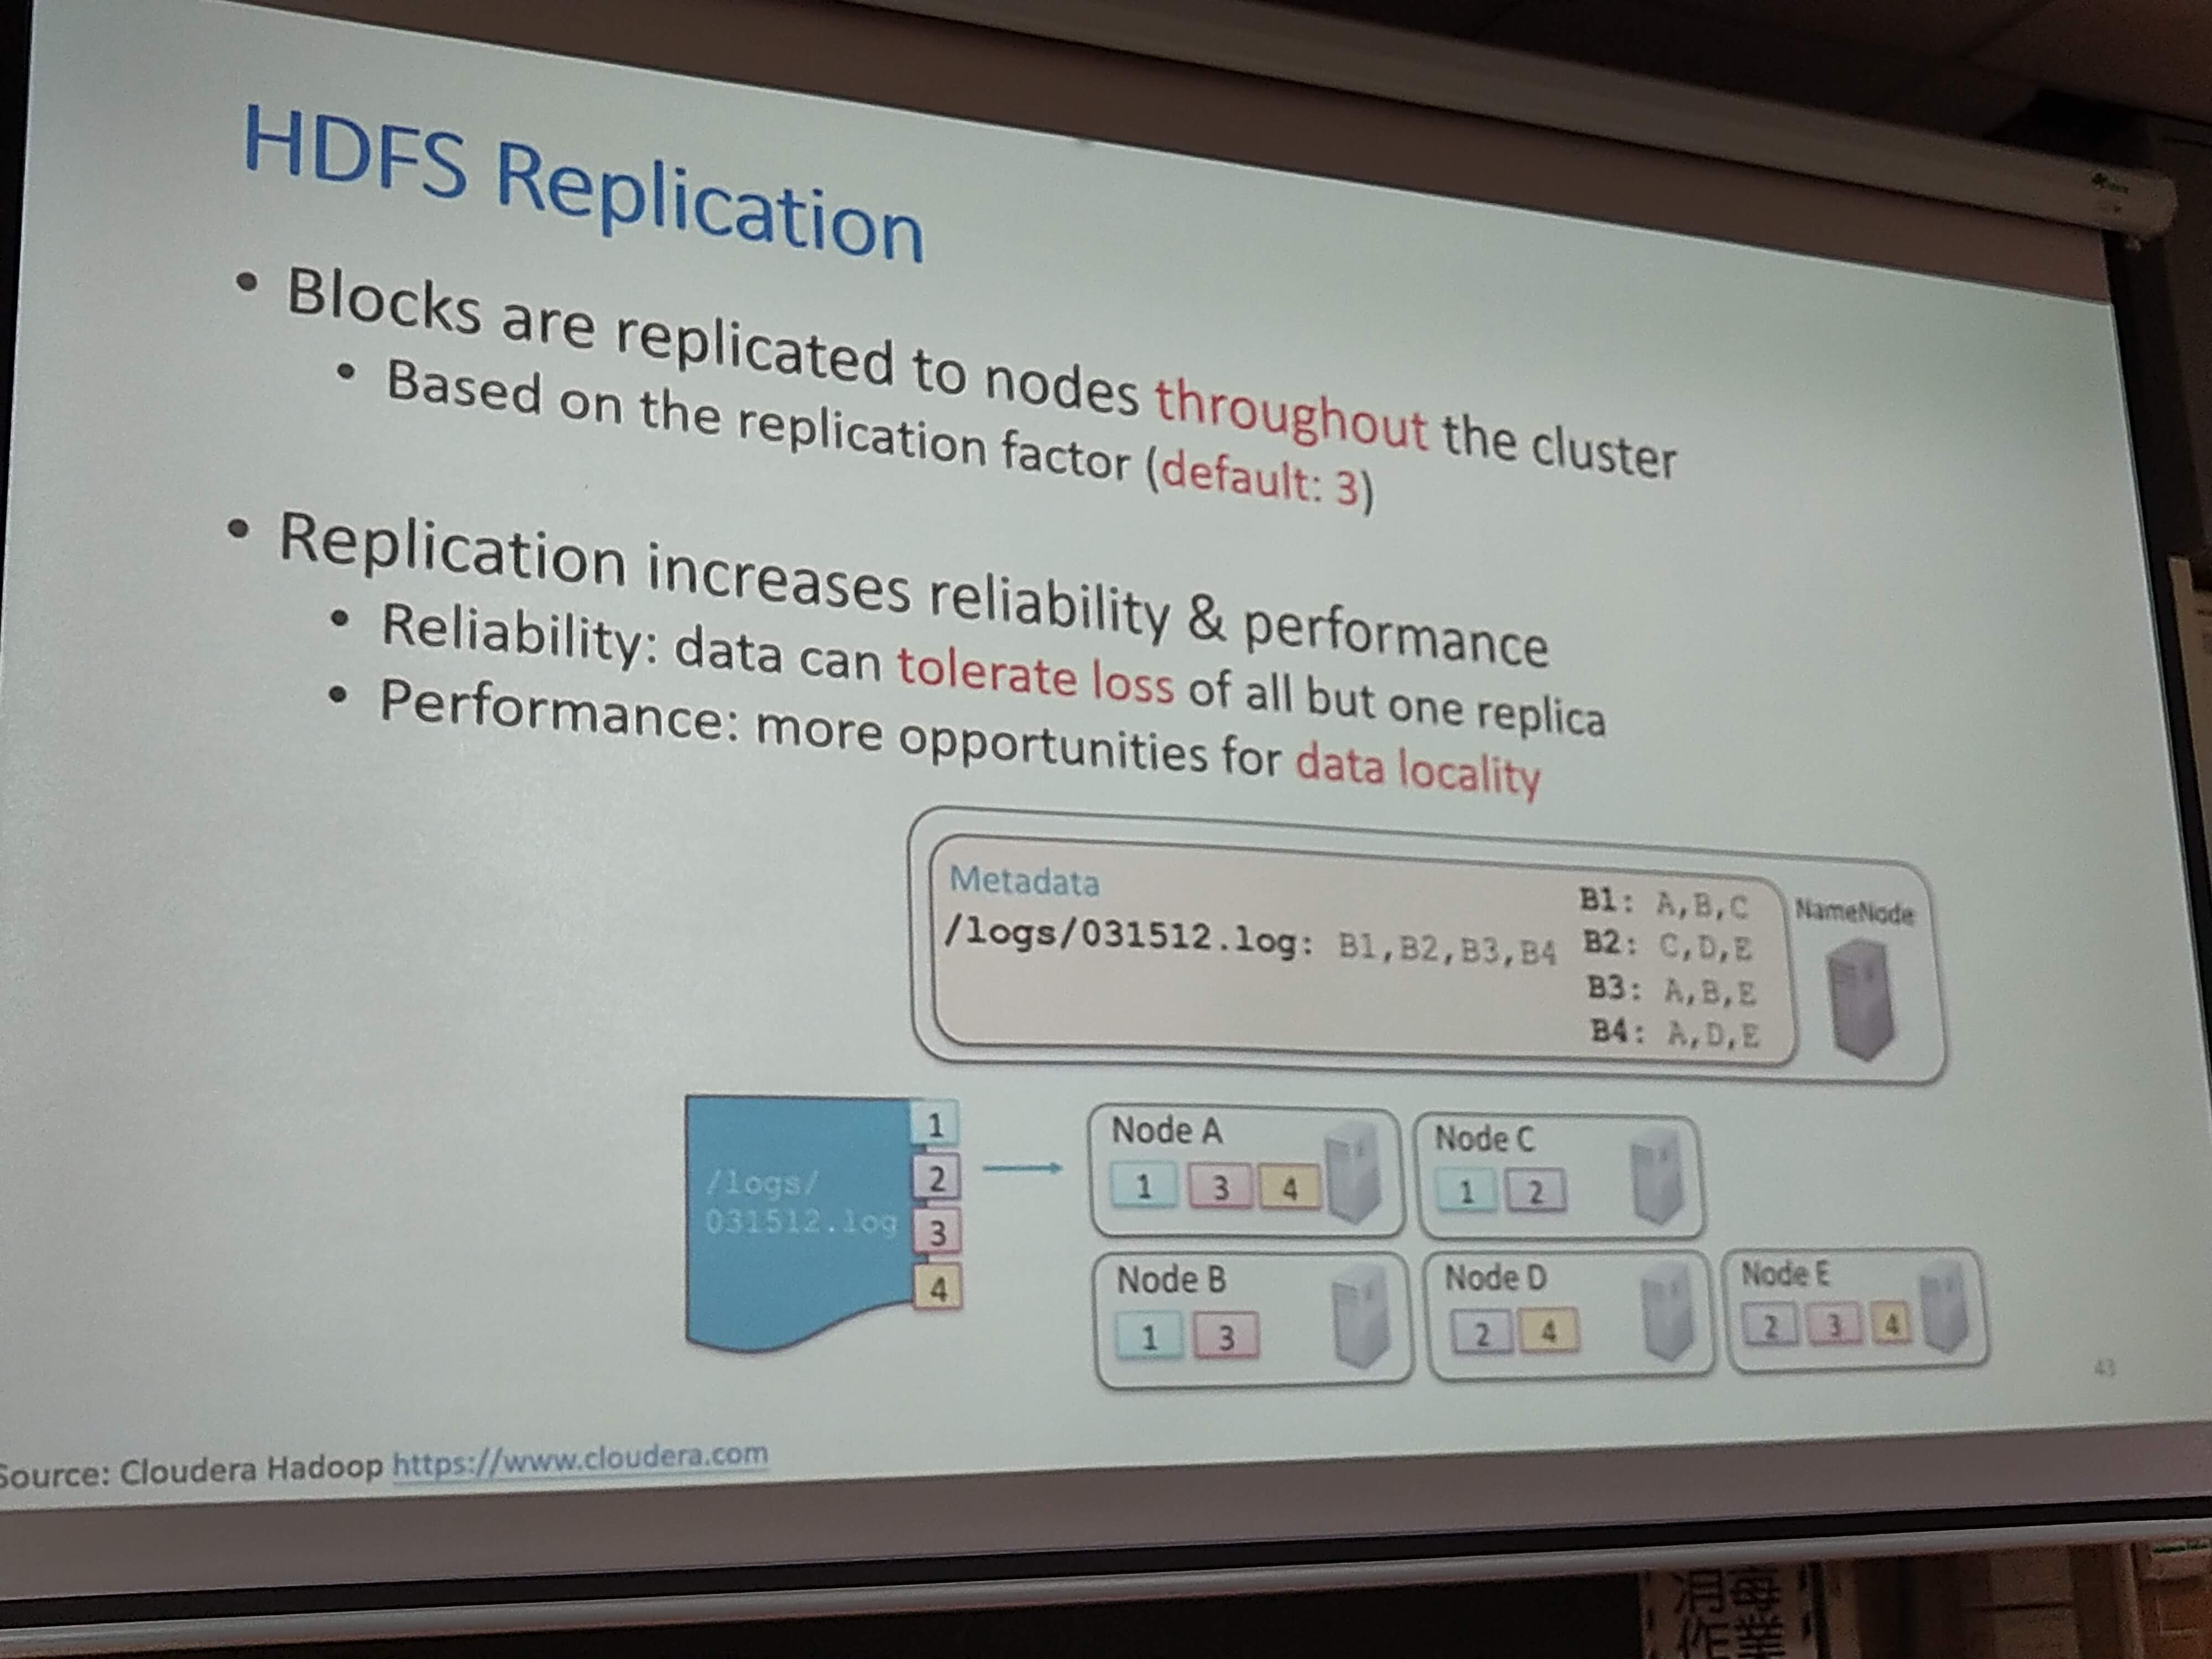 HDFS Replication
• Blocks are replicated to nodes throughout the cluster
• Based on the replication factor (default: 3)
• Replication increases reliability & performance
• Reliability: data can tolerate loss of all but one replica
• Performance: more opportunities for data locality
Metadata
/logs/031512.log: B1,B2,B3,B4
B1: A,B,C
B2: C,D,E
B3: A,B,E
B4: A,D,E
NameNode
/logs/
031512.log
1
2
3
4
Node A
1 3 4
Node C
1 2
Node B
1 3
Node D
2 4
Node E
2 3 4
43
Source: Cloudera Hadoop https://www.cloudera.com
作業